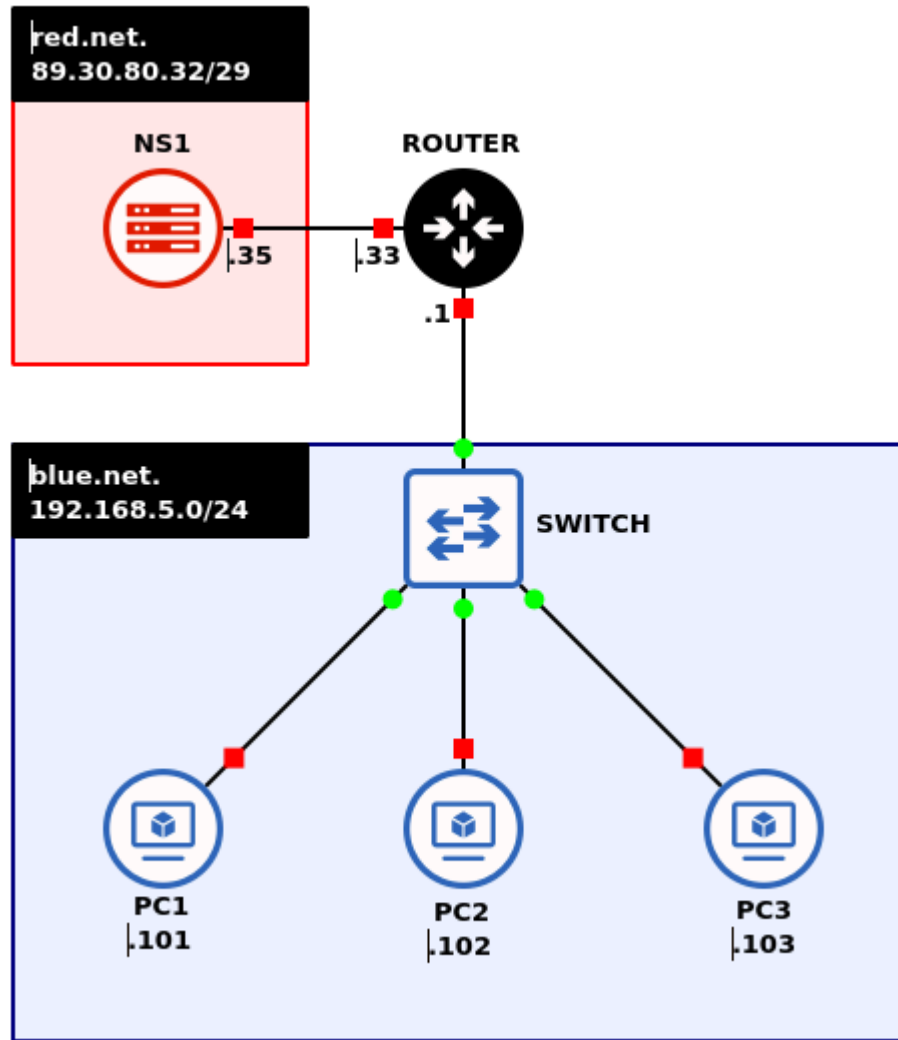 red.net.
89.30.80.32/29
NS1
ROUTER
.35
.33
.1
blue.net.
192.168.5.0/24
SWITCH
PC1
.101
PC2
.102
PC3
.103